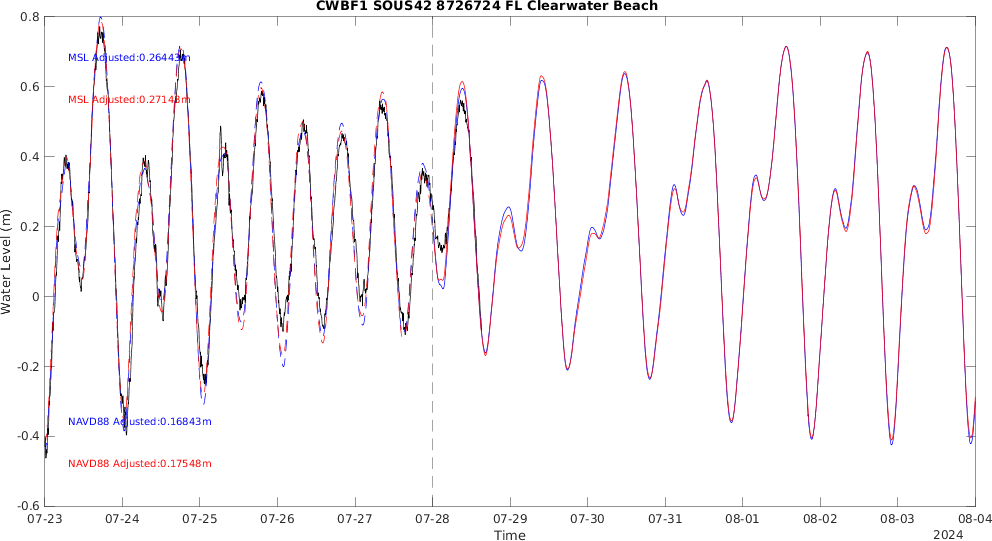 CWBF1 SOUS42 8726724 FL Clearwater Beach
0.8
MSL Adjusted:0.26443m
0.6
MSL Adjusted:0.27148m
0.4
0.2
Water Level (m)
0
-0.2
NAVD88 Adjusted:0.16843m
-0.4
NAVD88 Adjusted:0.17548m
-0.6
07-23 07-24 07-25 07-26 07-27 07-28 07-29 07-30 07-31 08-01 08-02 08-03 08-04
Time
2024